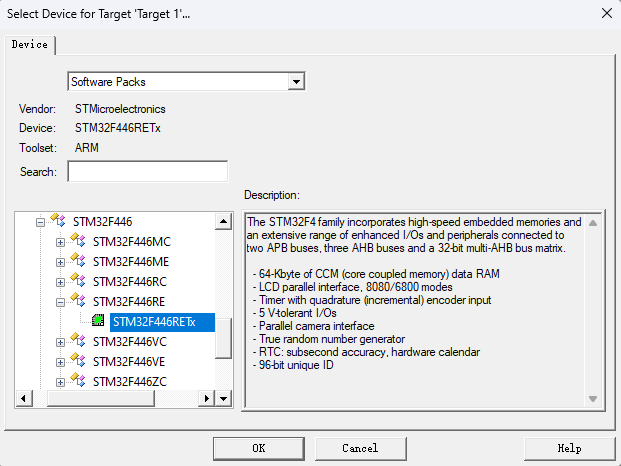 Select Device for Target 'Target 1'...
Device
Software Packs
Vendor: STMicroelectronics
Device: STM32F446RETx
Toolset: ARM
Search:
Description:
STM32F446
STM32F446MC
STM32F446ME
STM32F446RC
STM32F446RE
STM32F446RETx
STM32F446VC
STM32F446VE
STM32F446ZC
The STM32F4 family incorporates high-speed embedded memories and
an extensive range of enhanced I/Os and peripherals connected to
two APB buses, three AHB buses and a 32-bit multi-AHB bus matrix.
- 64-Kbyte of CCM (core coupled memory) data RAM
- LCD parallel interface, 8080/6800 modes
- Timer with quadrature (incremental) encoder input
- 5 V-tolerant I/Os
- Parallel camera interface
- True random number generator
- RTC: subsecond accuracy, hardware calendar
- 96-bit unique ID
OK
Cancel
Help